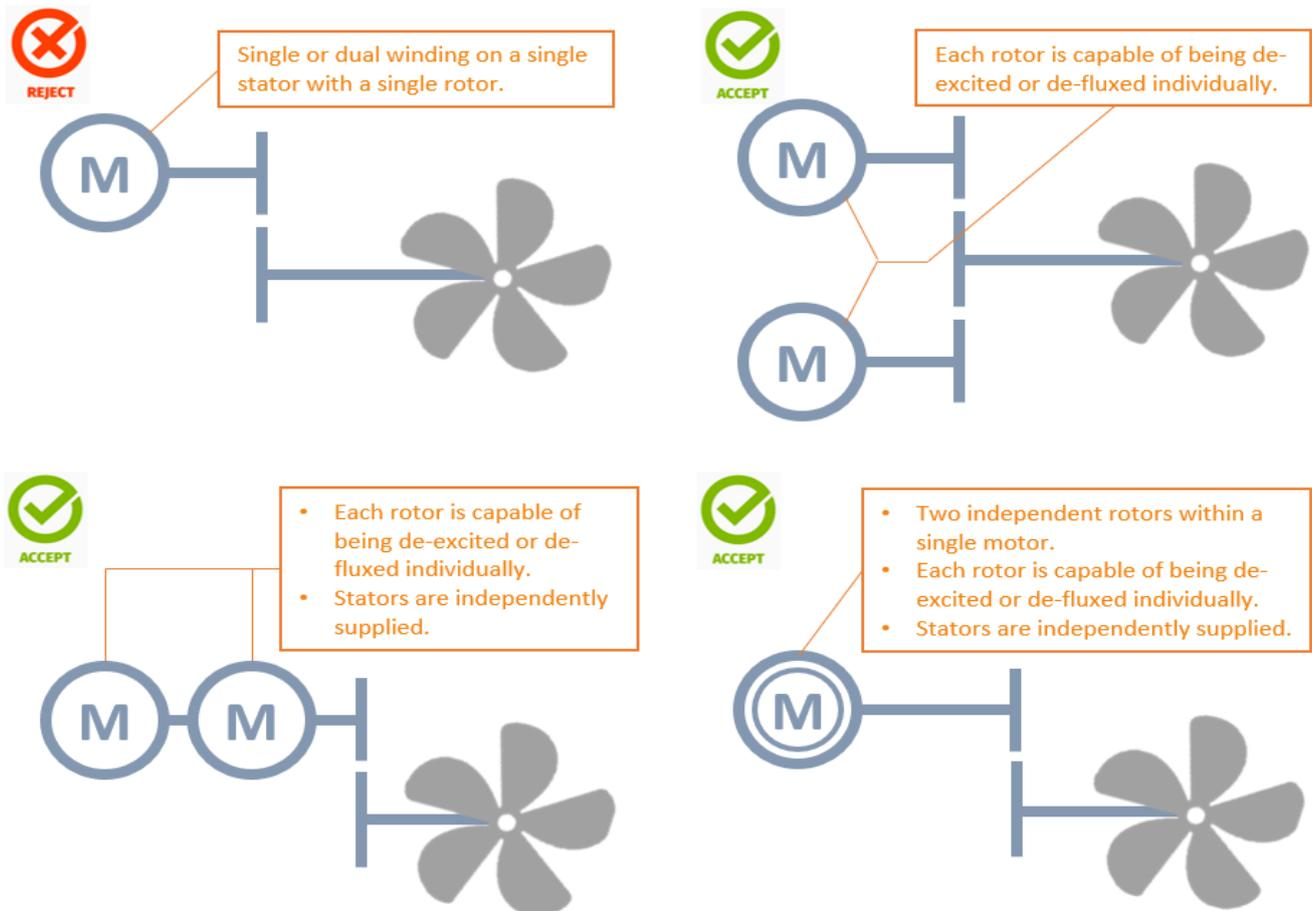 REJECT
Single or dual winding on a single
stator with a single rotor.
M
ACCEPT
Each rotor is capable of being de-
excited or de-fluxed individually.
M
M
ACCEPT
• Each rotor is capable of
being de-excited or de-
fluxed individually.
• Stators are independently
supplied.
M
M
ACCEPT
• Two independent rotors within a
single motor.
• Each rotor is capable of being de-
excited or de-fluxed individually.
• Stators are independently supplied.
M